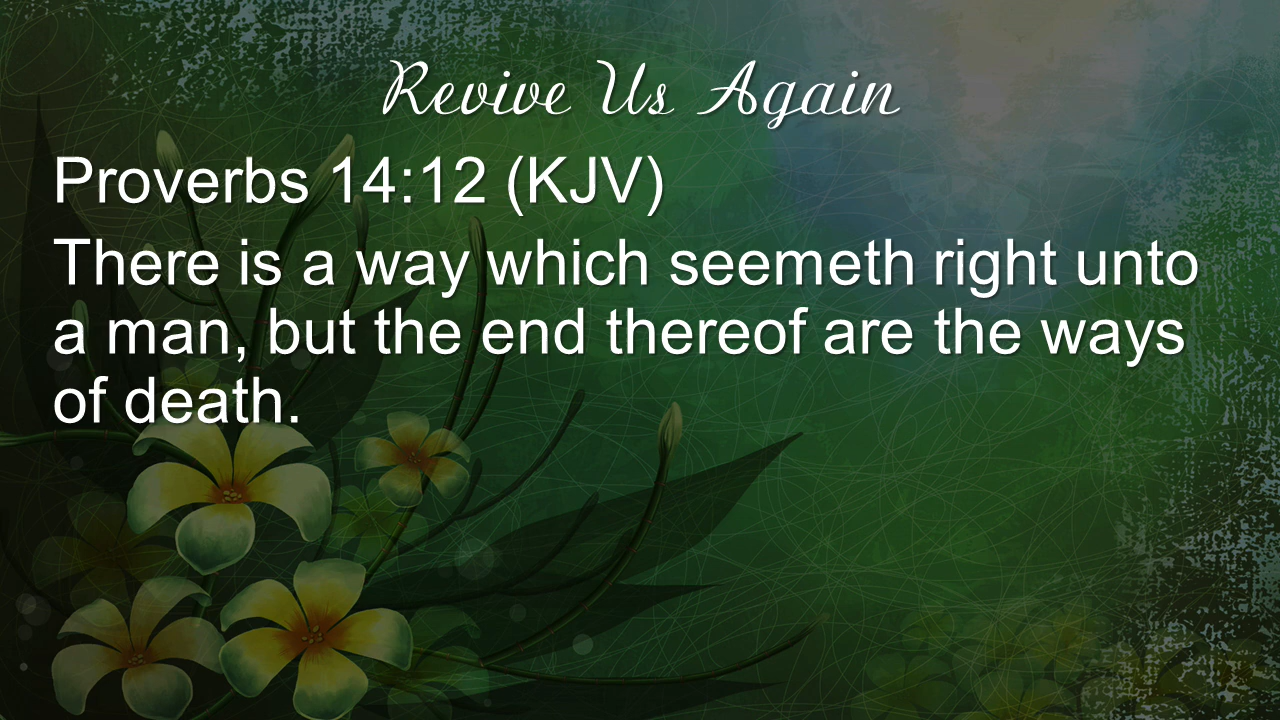 Revive Us Again
Proverbs 14:12 (KJV)
There is a way which seemeth right unto
a man, but the end thereof are the ways
of death.